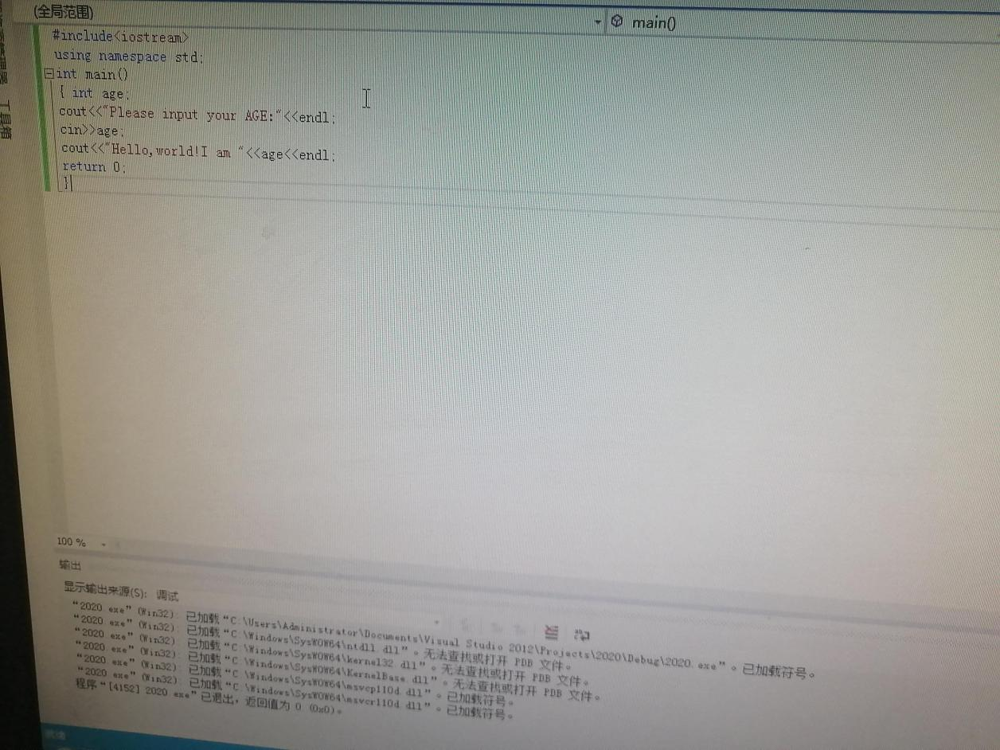 (全局范围)
main()
工具箱
#include<iostream>
using namespace std;
int main()
{ int age;
cout<<"Please input your AGE:"<<endl;
cin>>age;
cout<<"Hello,world!I am "<<age<<endl;
return 0;
}
100 %
输出
显示输出来源(S): 调试
“2020.exe” (Win32): 已加载“C:\Users\Administrator\Documents\Visual Studio 2012\Projects\2020\Debug\2020.exe”。已加载符号。
“2020.exe” (Win32): 已加载“C:\Windows\SysWOW64\ntdll.dll”。无法查找或打开 PDB 文件。
“2020.exe” (Win32): 已加载“C:\Windows\SysWOW64\kernel32.dll”。无法查找或打开 PDB 文件。
“2020.exe” (Win32): 已加载“C:\Windows\SysWOW64\KernelBase.dll”。无法查找或打开 PDB 文件。
“2020.exe” (Win32): 已加载“C:\Windows\SysWOW64\msvcp110d.dll”。已加载符号。
“2020.exe” (Win32): 已加载“C:\Windows\SysWOW64\msvcr110d.dll”。已加载符号。
程序“[4152] 2020.exe”已退出，返回值为 0 (0x0)。
就绪